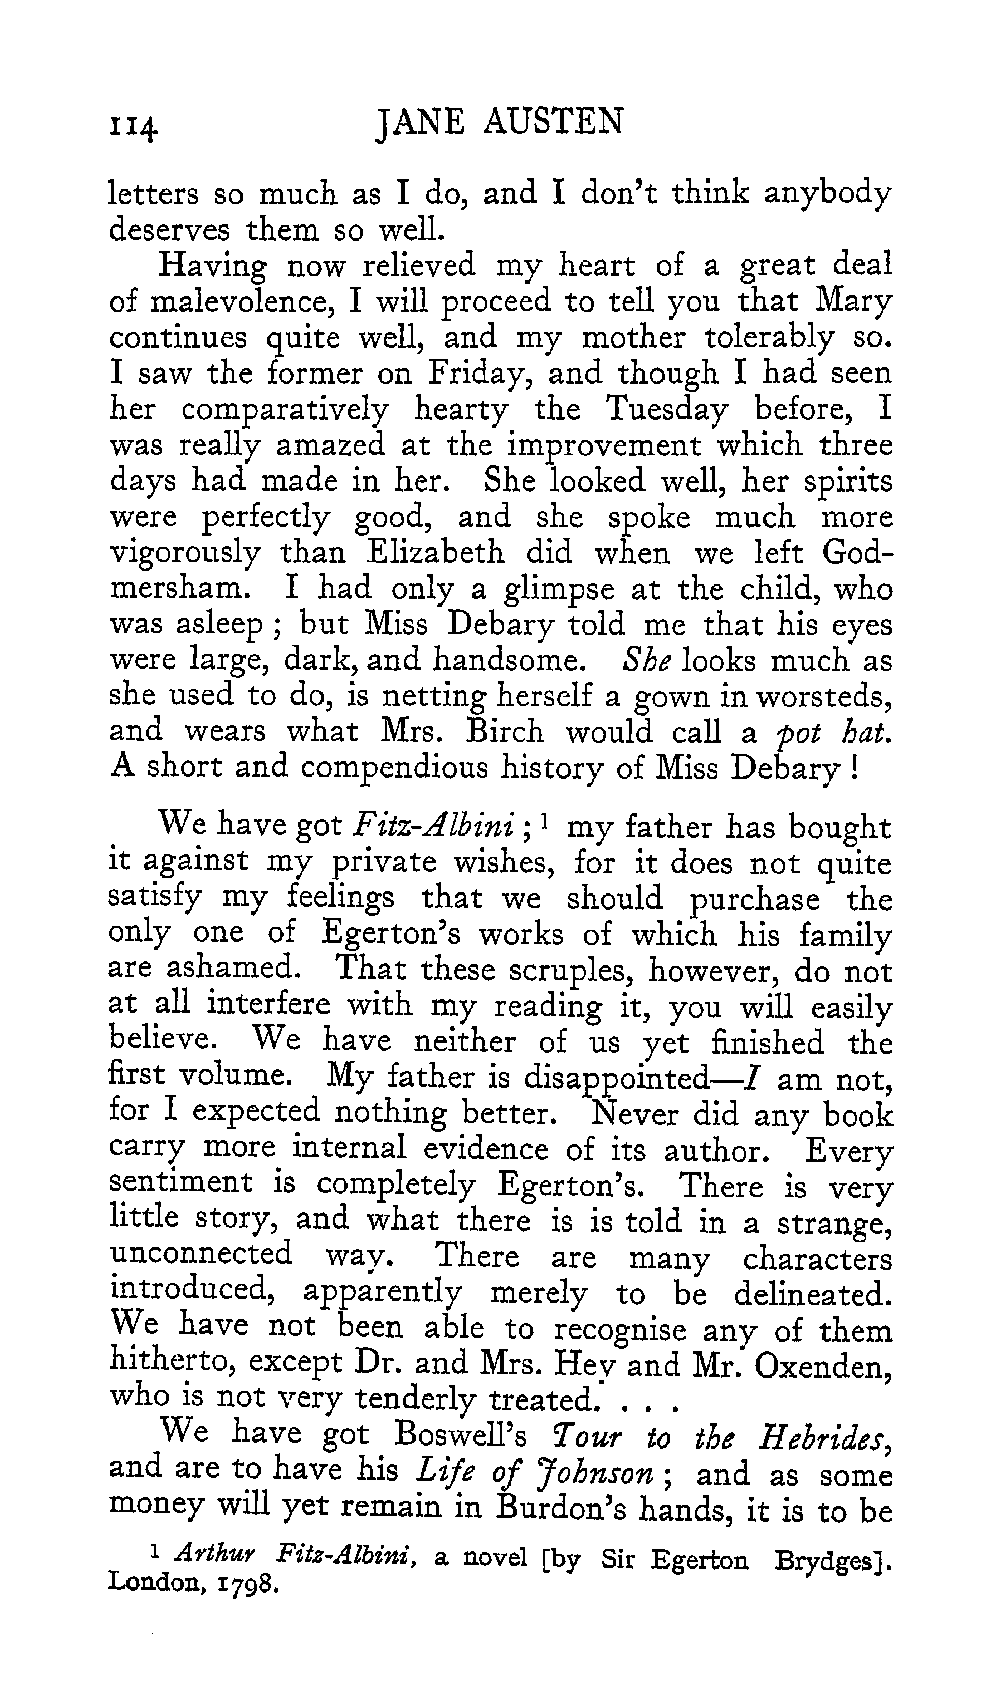 114 JANE AUSTEN
letters so much as I do, and I don't think anybody
deserves them so well.
Having now relieved my heart of a great deal
of malevolence, I will proceed to tell you that Mary
continues quite well, and my mother tolerably so.
I saw the former on Friday, and though I had seen
her comparatively hearty the Tuesday before, I
was really amazed at the improvement which three
days had made in her. She looked well, her spirits
were perfectly good, and she spoke much more
vigorously than Elizabeth did when we left God-
mersham. I had only a glimpse at the child, who
was asleep ; but Miss Debary told me that his eyes
were large, dark, and handsome. She looks much as
she used to do, is netting herself a gown in worsteds,
and wears what Mrs. Birch would call a pot hat.
A short and compendious history of Miss Debary !
We have got Fitz-Albini ; 1 my father has bought
it against my private wishes, for it does not quite
satisfy my feelings that we should purchase the
only one of Egerton's works of which his family
are ashamed. That these scruples, however, do not
at all interfere with my reading it, you will easily
believe. We have neither of us yet finished the
first volume. My father is disappointed—I am not,
for I expected nothing better. Never did any book
carry more internal evidence of its author. Every
sentiment is completely Egerton's. There is very
little story, and what there is is told in a strange,
unconnected way. There are many characters
introduced, apparently merely to be delineated.
We have not been able to recognise any of them
hitherto, except Dr. and Mrs. Hey and Mr. Oxenden,
who is not very tenderly treated. . . .
We have got Boswell's Tour to the Hebrides,
and are to have his Life of Johnson ; and as some
money will yet remain in Burdon's hands, it is to be
1 Arthur Fitz-Albini, a novel [by Sir Egerton Brydges].
London, 1798.